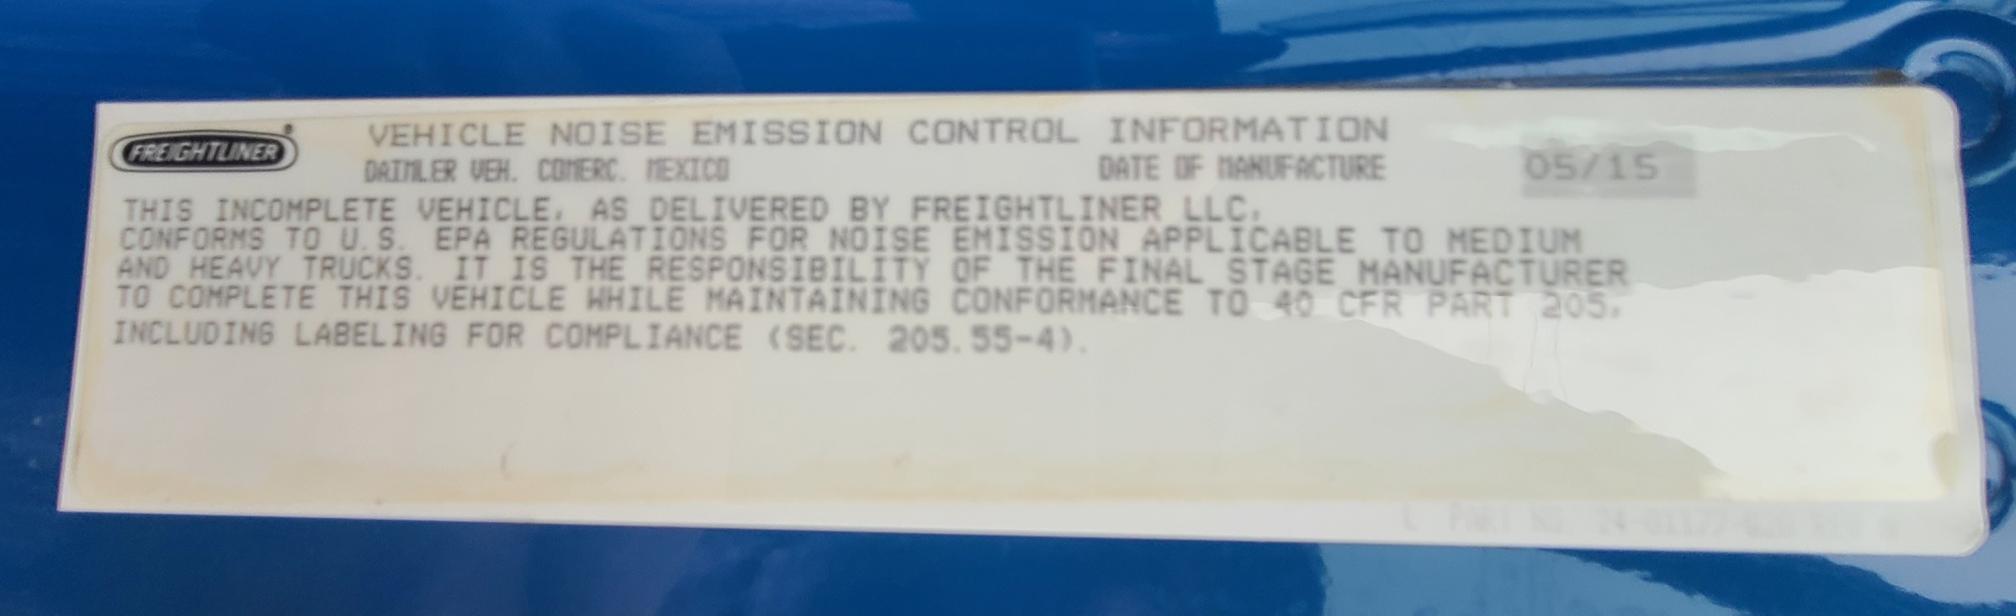 FREIGHTLINER
VEHICLE NOISE EMISSION CONTROL INFORMATION
DAIMLER VEH. COMERC. MEXICO DATE OF MANUFACTURE 05/15
THIS INCOMPLETE VEHICLE, AS DELIVERED BY FREIGHTLINER LLC,
CONFORMS TO U.S. EPA REGULATIONS FOR NOISE EMISSION APPLICABLE TO MEDIUM
AND HEAVY TRUCKS. IT IS THE RESPONSIBILITY OF THE FINAL STAGE MANUFACTURER
TO COMPLETE THIS VEHICLE WHILE MAINTAINING CONFORMANCE TO 40 CFR PART 205,
INCLUDING LABELING FOR COMPLIANCE (SEC. 205.55-4).
PART NO.